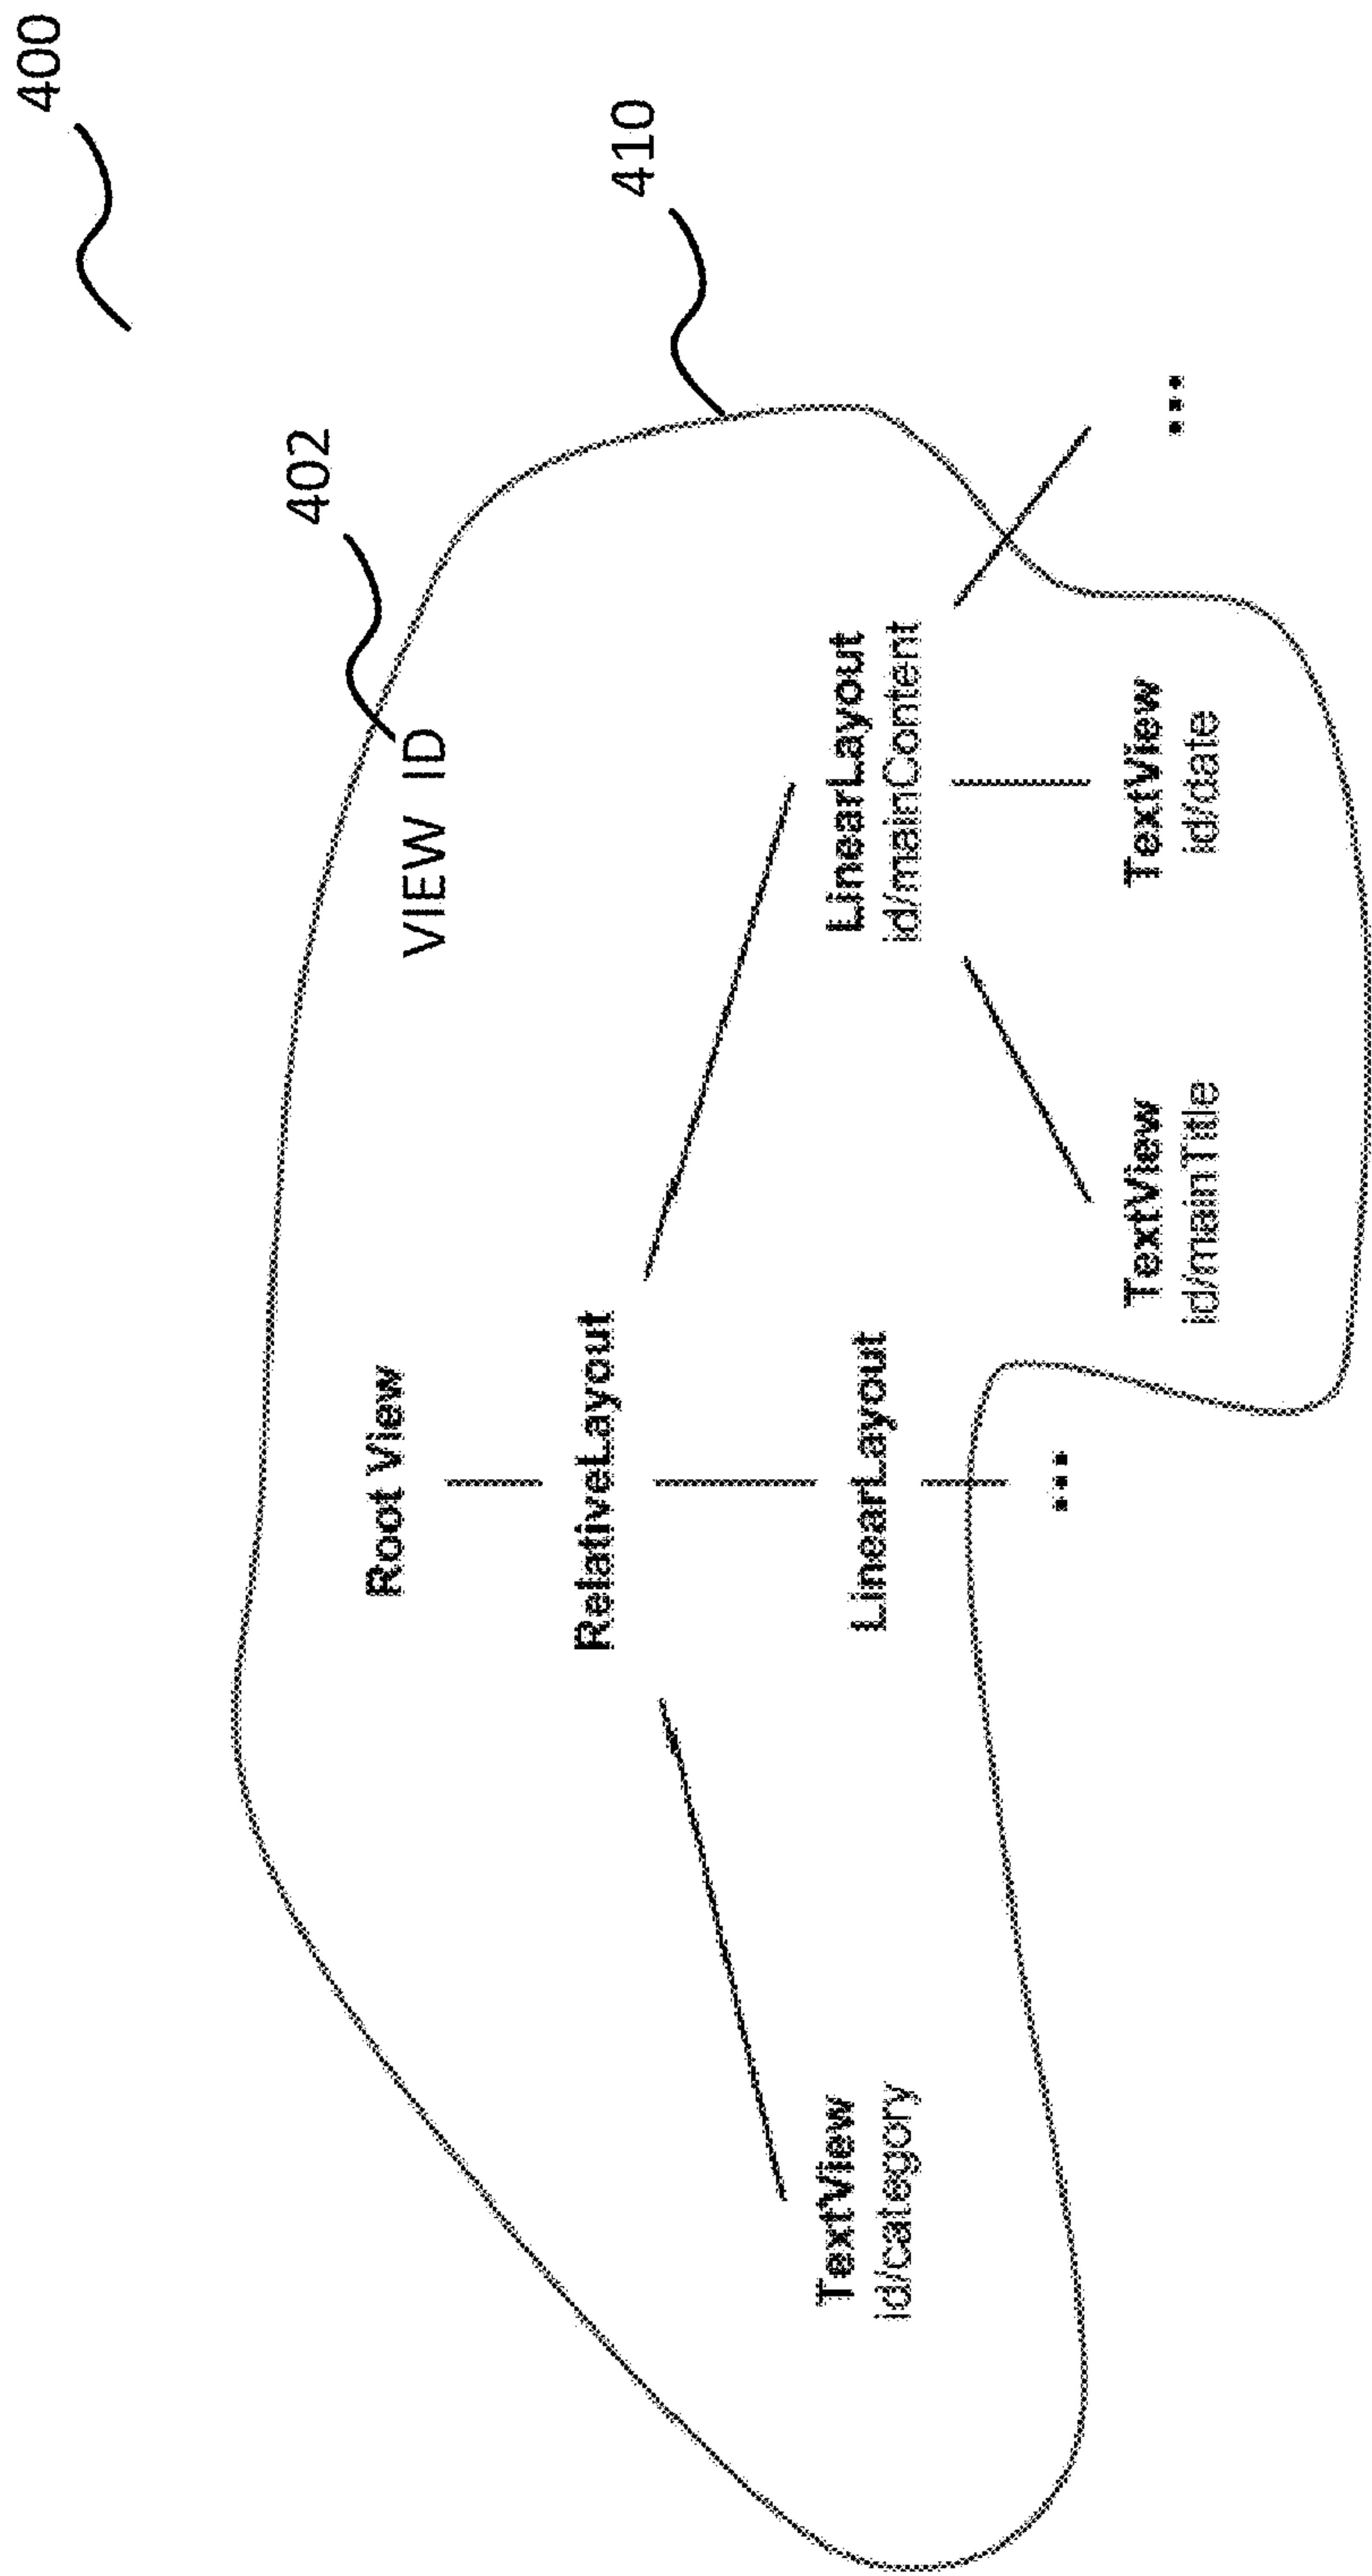 400
402
410
VIEW ID
Root View
RelativeLayout
TextView
id/category
LinearLayout
...
LinearLayout
id/mainContent
TextView
id/mainTitle
TextView
id/date
...